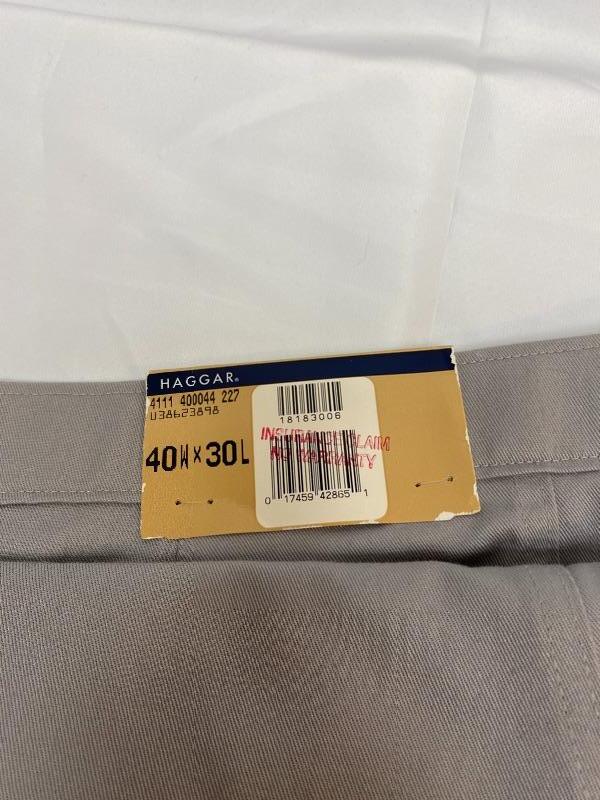 HAGGAR®
4111 400044 227
U38623898
40W×30L
18183006
INSURANCE CLAIM
NO WARRANTY
0 17459 42865 1